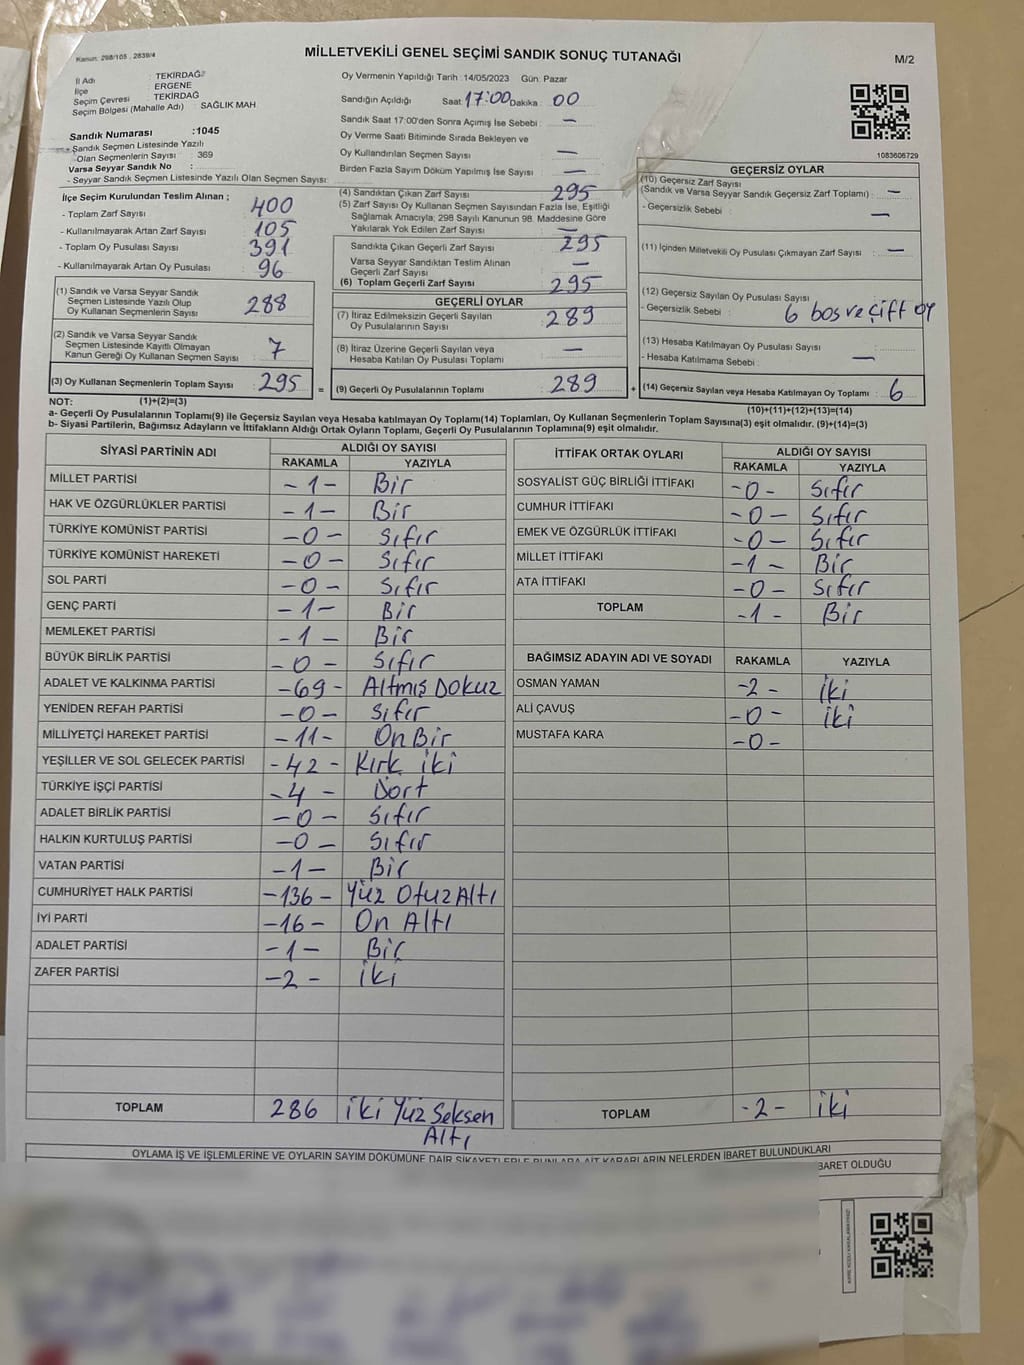 Kanun: 298/105 , 2839/4
MİLLETVEKİLİ GENEL SEÇİMİ SANDIK SONUÇ TUTANAĞI
M/2
İl Adı : TEKİRDAĞ
İlçe : ERGENE
Seçim Çevresi : TEKİRDAĞ
Seçim Bölgesi (Mahalle Adı) : SAĞLIK MAH
Sandık Numarası :1045
- Sandık Seçmen Listesinde Yazılı
Olan Seçmenlerin Sayısı : 369
Varsa Seyyar Sandık No :
- Seyyar Sandık Seçmen Listesinde Yazılı Olan Seçmen Sayısı:
Oy Vermenin Yapıldığı Tarih :14/05/2023 Gün: Pazar
Sandığın Açıldığı Saat: 17:00 Dakika 00
Sandık Saat 17:00'den Sonra Açımış İse Sebebi : —
Oy Verme Saati Bitiminde Sırada Bekleyen ve
Oy Kullandırılan Seçmen Sayısı : —
Birden Fazla Sayım Döküm Yapılmış İse Sayısı : —
1083606729
İlçe Seçim Kurulundan Teslim Alınan ;
- Toplam Zarf Sayısı : 400
- Kullanılmayarak Artan Zarf Sayısı : 105
- Toplam Oy Pusulası Sayısı : 391
- Kullanılmayarak Artan Oy Pusulası : 96
(1) Sandık ve Varsa Seyyar Sandık
Seçmen Listesinde Yazılı Olup
Oy Kullanan Seçmenlerin Sayısı : 288
(2) Sandık ve Varsa Seyyar Sandık
Seçmen Listesinde Kayıtlı Olmayan
Kanun Gereği Oy Kullanan Seçmen Sayısı : 7
(3) Oy Kullanan Seçmenlerin Toplam Sayısı : 295 =
(4) Sandıktan Çıkan Zarf Sayısı : 295
(5) Zarf Sayısı Oy Kullanan Seçmen Sayısından Fazla İse, Eşitliği
Sağlamak Amacıyla; 298 Sayılı Kanunun 98. Maddesine Göre
Yakılarak Yok Edilen Zarf Sayısı : —
Sandıkta Çıkan Geçerli Zarf Sayısı : 295
Varsa Seyyar Sandıktan Teslim Alınan
Geçerli Zarf Sayısı : —
(6) Toplam Geçerli Zarf Sayısı : 295
GEÇERLİ OYLAR
(7) İtiraz Edilmeksizin Geçerli Sayılan
Oy Pusulalarının Sayısı : 289
(8) İtiraz Üzerine Geçerli Sayılan veya
Hesaba Katılan Oy Pusulası Toplamı : —
(9) Geçerli Oy Pusulalarının Toplamı : 289 +
GEÇERSİZ OYLAR
(10) Geçersiz Zarf Sayısı
(Sandık ve Varsa Seyyar Sandık Geçersiz Zarf Toplamı) : —
- Geçersizlik Sebebi : —
(11) İçinden Milletvekili Oy Pusulası Çıkmayan Zarf Sayısı : —
(12) Geçersiz Sayılan Oy Pusulası Sayısı :
- Geçersizlik Sebebi : 6 bos ve çift oy
(13) Hesaba Katılmayan Oy Pusulası Sayısı :
- Hesaba Katılmama Sebebi : —
(14) Geçersiz Sayılan veya Hesaba Katılmayan Oy Toplamı : 6
NOT: (1)+(2)=(3)
(10)+(11)+(12)+(13)=(14)
a- Geçerli Oy Pusulalarının Toplamı(9) ile Geçersiz Sayılan veya Hesaba katılmayan Oy Toplamı(14) Toplamları, Oy Kullanan Seçmenlerin Toplam Sayısına(3) eşit olmalıdır. (9)+(14)=(3)
b- Siyasi Partilerin, Bağımsız Adayların ve İttifakların Aldığı Ortak Oyların Toplamı, Geçerli Oy Pusulalarının Toplamına(9) eşit olmalıdır.
SİYASİ PARTİNİN ADI ALDIĞI OY SAYISI
RAKAMLA YAZIYLA
MİLLET PARTİSİ -1- Bir
HAK VE ÖZGÜRLÜKLER PARTİSİ -1- Bir
TÜRKİYE KOMÜNİST PARTİSİ -0- Sıfır
TÜRKİYE KOMÜNİST HAREKETİ -0- Sıfır
SOL PARTİ -0- Sıfır
GENÇ PARTİ -1- Bir
MEMLEKET PARTİSİ -1- Bir
BÜYÜK BİRLİK PARTİSİ -0- Sıfır
ADALET VE KALKINMA PARTİSİ -69- Altmış Dokuz
YENİDEN REFAH PARTİSİ -0- Sıfır
MİLLİYETÇİ HAREKET PARTİSİ -11- On Bir
YEŞİLLER VE SOL GELECEK PARTİSİ -42- Kırk iki
TÜRKİYE İŞÇİ PARTİSİ -4- Dört
ADALET BİRLİK PARTİSİ -0- Sıfır
HALKIN KURTULUŞ PARTİSİ -0- Sıfır
VATAN PARTİSİ -1- Bir
CUMHURİYET HALK PARTİSİ -136- Yüz Otuz Altı
İYİ PARTİ -16- On Altı
ADALET PARTİSİ -1- Bir
ZAFER PARTİSİ -2- iki
TOPLAM 286 iki Yüz Seksen
Altı
İTTİFAK ORTAK OYLARI ALDIĞI OY SAYISI
RAKAMLA YAZIYLA
SOSYALİST GÜÇ BİRLİĞİ İTTİFAKI -0- Sıfır
CUMHUR İTTİFAKI -0- Sıfır
EMEK VE ÖZGÜRLÜK İTTİFAKI -0- Sıfır
MİLLET İTTİFAKI -1- Bir
ATA İTTİFAKI -0- Sıfır
TOPLAM -1- Bir
BAĞIMSIZ ADAYIN ADI VE SOYADI RAKAMLA YAZIYLA
OSMAN YAMAN -2- iki
ALİ ÇAVUŞ -0- iki
MUSTAFA KARA -0-
TOPLAM -2- iki
OYLAMA İŞ VE İŞLEMLERİNE VE OYLARIN SAYIM DÖKÜMÜNE DAİR ŞİKAYETLERLE BUNLARA AİT KARARLARIN NELERDEN İBARET BULUNDUKLARI
BARET OLDUĞU